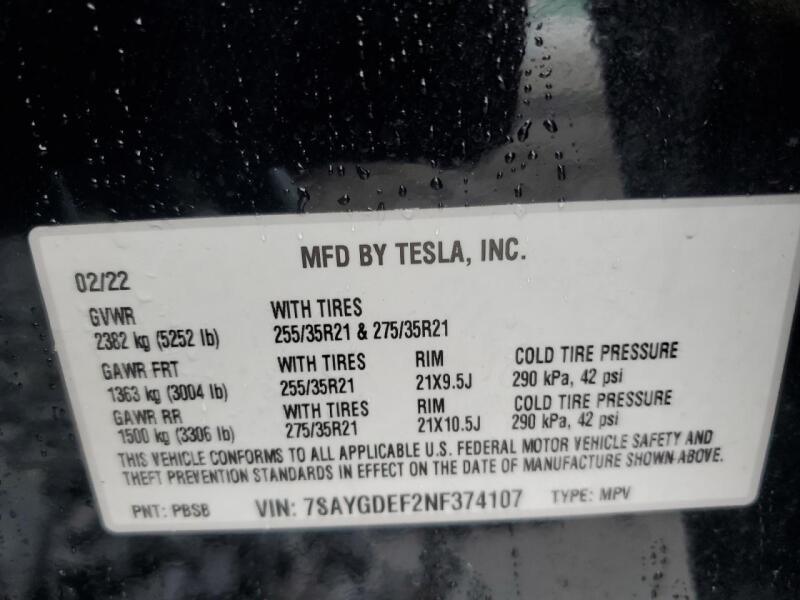 MFD BY TESLA, INC.
02/22
GVWR WITH TIRES
2382 kg (5252 lb) 255/35R21 & 275/35R21
GAWR FRT WITH TIRES RIM COLD TIRE PRESSURE
1363 kg (3004 lb) 255/35R21 21X9.5J 290 kPa, 42 psi
GAWR RR WITH TIRES RIM COLD TIRE PRESSURE
1500 kg (3306 lb) 275/35R21 21X10.5J 290 kPa, 42 psi
THIS VEHICLE CONFORMS TO ALL APPLICABLE U.S. FEDERAL MOTOR VEHICLE SAFETY AND
THEFT PREVENTION STANDARDS IN EFFECT ON THE DATE OF MANUFACTURE SHOWN ABOVE.
PNT: PBSB VIN: 7SAYGDEF2NF374107 TYPE: MPV